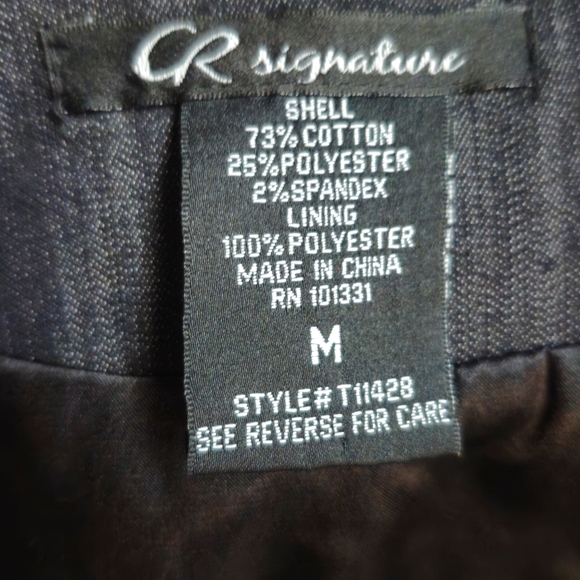 CR signature
SHELL
73% COTTON
25% POLYESTER
2% SPANDEX
LINING
100% POLYESTER
MADE IN CHINA
RN 101331
M
STYLE# T11428
SEE REVERSE FOR CARE